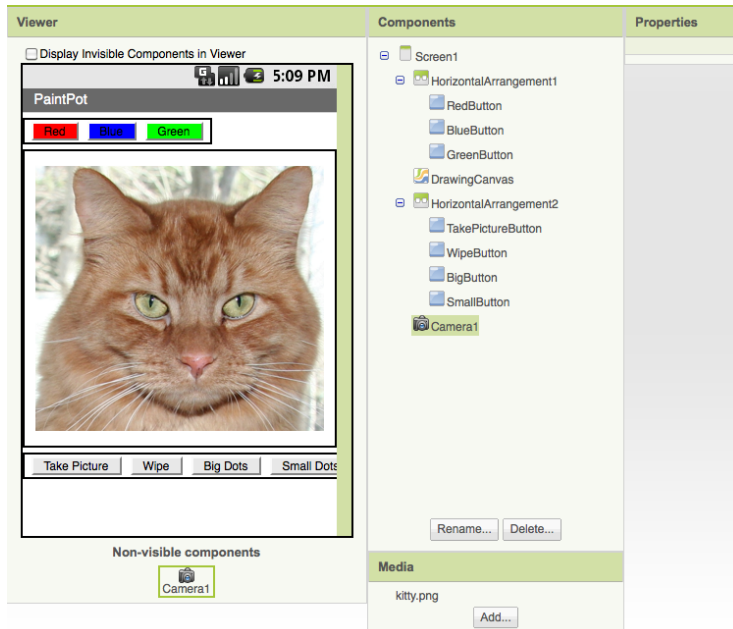 Viewer
Display Invisible Components in Viewer
5:09 PM
PaintPot
Red Blue Green
Take Picture Wipe Big Dots Small Dots
Non-visible components
Camera1
Components
Screen1
HorizontalArrangement1
RedButton
BlueButton
GreenButton
DrawingCanvas
HorizontalArrangement2
TakePictureButton
WipeButton
BigButton
SmallButton
Camera1
Rename... Delete...
Media
kitty.png
Add...
Properties